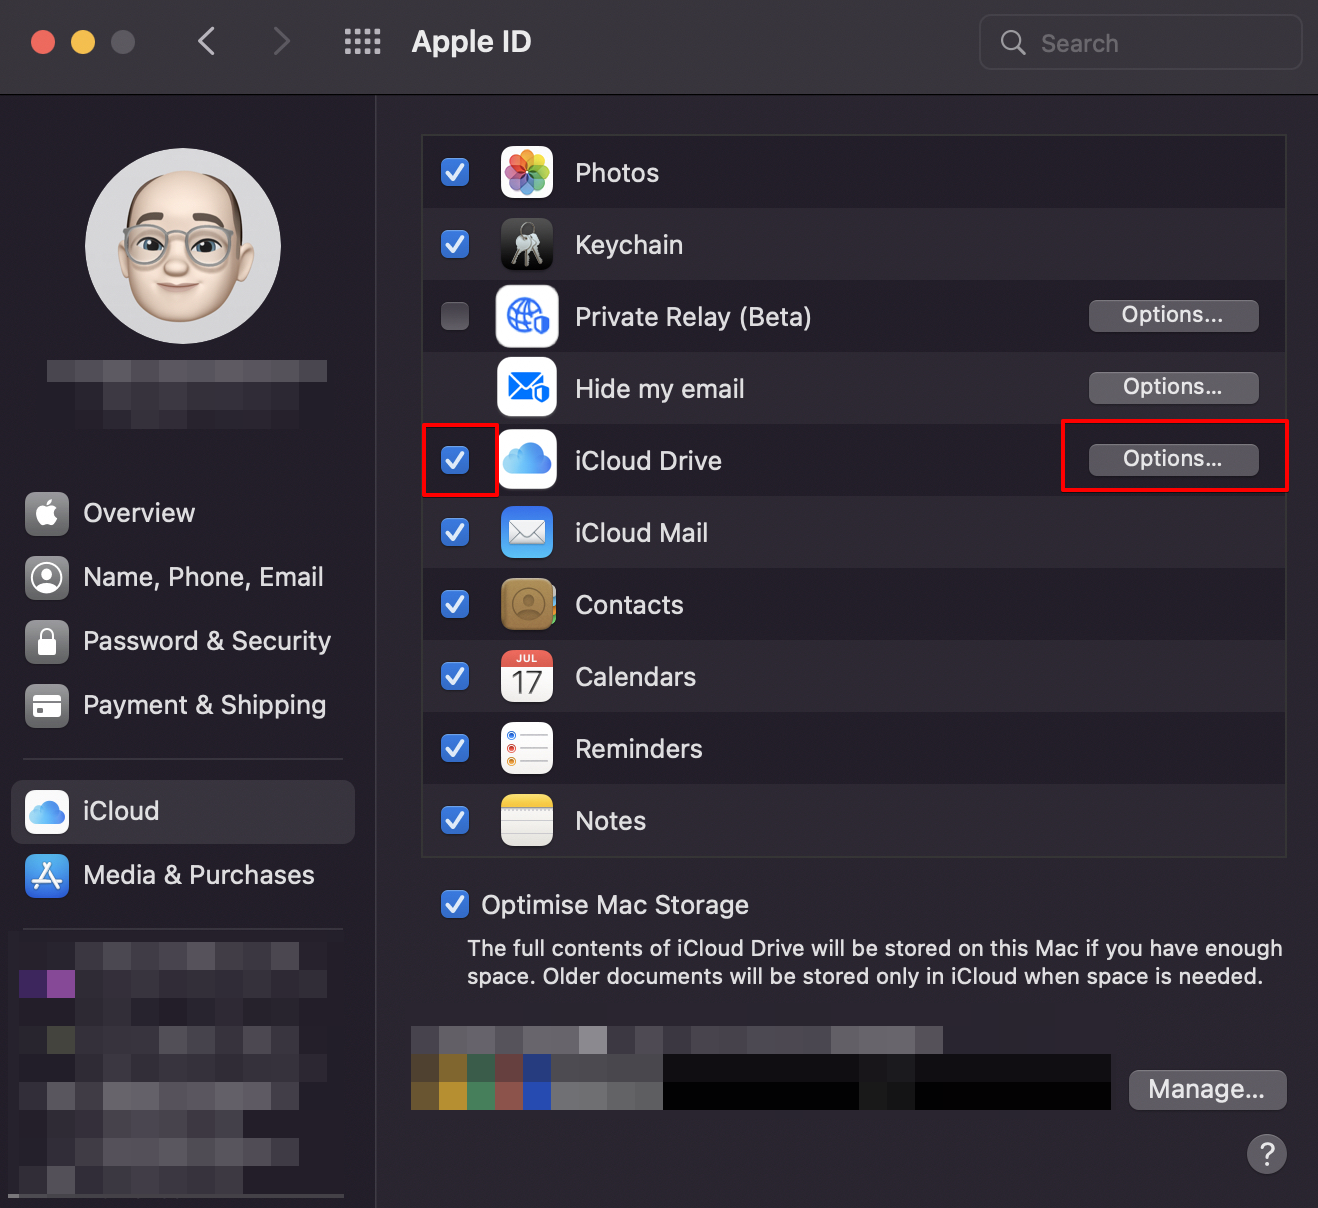 Apple ID
Search
Photos
Keychain
Private Relay (Beta)
Options...
Hide my email
Options...
iCloud Drive
Options...
iCloud Mail
Contacts
JUL
17
Calendars
Reminders
Notes
Overview
Name, Phone, Email
Password & Security
Payment & Shipping
iCloud
Media & Purchases
Optimise Mac Storage
The full contents of iCloud Drive will be stored on this Mac if you have enough
space. Older documents will be stored only in iCloud when space is needed.
Manage...
?